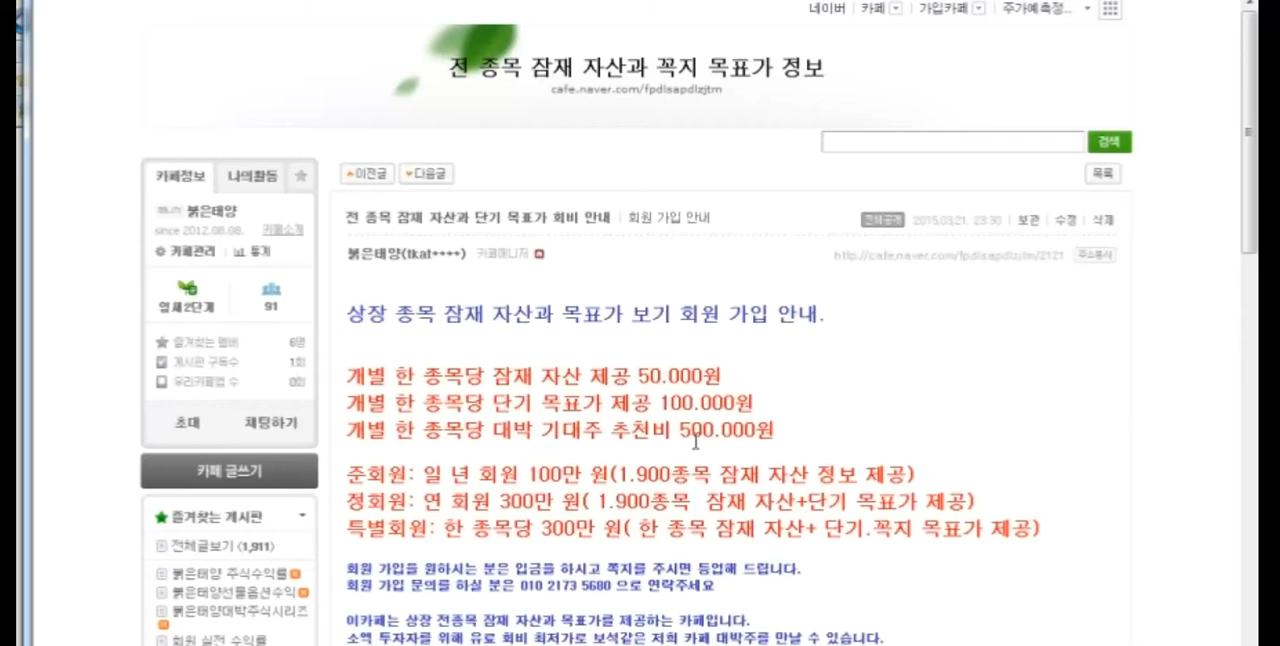 네이버 카페 가입카페 주가예측정..
전 종목 잠재 자산과 꼭지 목표가 정보
cafe.naver.com/fpdlsapdlzjtm
검색
카페정보 나의활동
이전글 다음글 목록
전 종목 잠재 자산과 단기 목표가 회비 안내 | 회원 가입 안내 전체공개 2015.03.21. 23:30 | 보관 | 수정 | 삭제
붉은태양
since 2012.08.08. 카페소개
카페관리 통계
붉은태양(tkat****) 카페매니저 http://cafe.naver.com/fpdlsapdlzjtm/2121 주소복사
잎새2단계 91
즐겨찾는 멤버 6명
게시판 구독수 1회
우리카페앱 수 0회
초대 채팅하기
카페 글쓰기
즐겨찾는 게시판
전체글보기 (1,911)
붉은태양 주식수익률
붉은태양선물옵션수익
붉은태양대박주식시리즈
회원 실전 수익률
상장 종목 잠재 자산과 목표가 보기 회원 가입 안내.
개별 한 종목당 잠재 자산 제공 50.000원
개별 한 종목당 단기 목표가 제공 100.000원
개별 한 종목당 대박 기대주 추천비 500.000원
준회원: 일 년 회원 100만 원(1.900종목 잠재 자산 정보 제공)
정회원: 연 회원 300만 원( 1.900종목 잠재 자산+단기 목표가 제공)
특별회원: 한 종목당 300만 원( 한 종목 잠재 자산+ 단기.꼭지 목표가 제공)
회원 가입을 원하시는 분은 입금을 하시고 쪽지를 주시면 등업해 드립니다.
회원 가입 문의를 하실 분은 010 2173 5680 으로 연락주세요
이카페는 상장 전종목 잠재 자산과 목표가를 제공하는 카페입니다.
소액 투자자를 위해 유료 회비 최저가로 보석같은 저희 카페 대박주를 만날 수 있습니다.